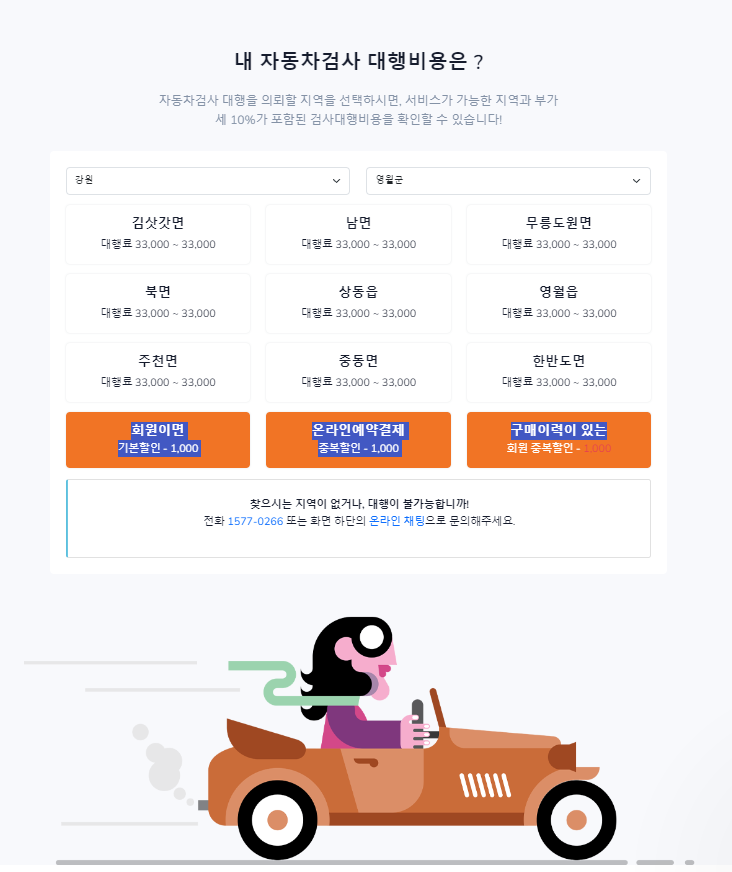 내 자동차검사 대행비용은 ?
자동차검사 대행을 의뢰할 지역을 선택하시면, 서비스가 가능한 지역과 부가
세 10%가 포함된 검사대행비용을 확인할 수 있습니다!
강원 영월군
김삿갓면 남면 무릉도원면
대행료 33,000 ~ 33,000 대행료 33,000 ~ 33,000 대행료 33,000 ~ 33,000
북면 상동읍 영월읍
대행료 33,000 ~ 33,000 대행료 33,000 ~ 33,000 대행료 33,000 ~ 33,000
주천면 중동면 한반도면
대행료 33,000 ~ 33,000 대행료 33,000 ~ 33,000 대행료 33,000 ~ 33,000
회원이면 온라인예약결제 구매이력이 있는
기본할인 - 1,000 중복할인 - 1,000 회원 중복할인 - 1,000
찾으시는 지역이 없거나, 대행이 불가능합니까!
전화 1577-0266 또는 화면 하단의 온라인 채팅으로 문의해주세요.